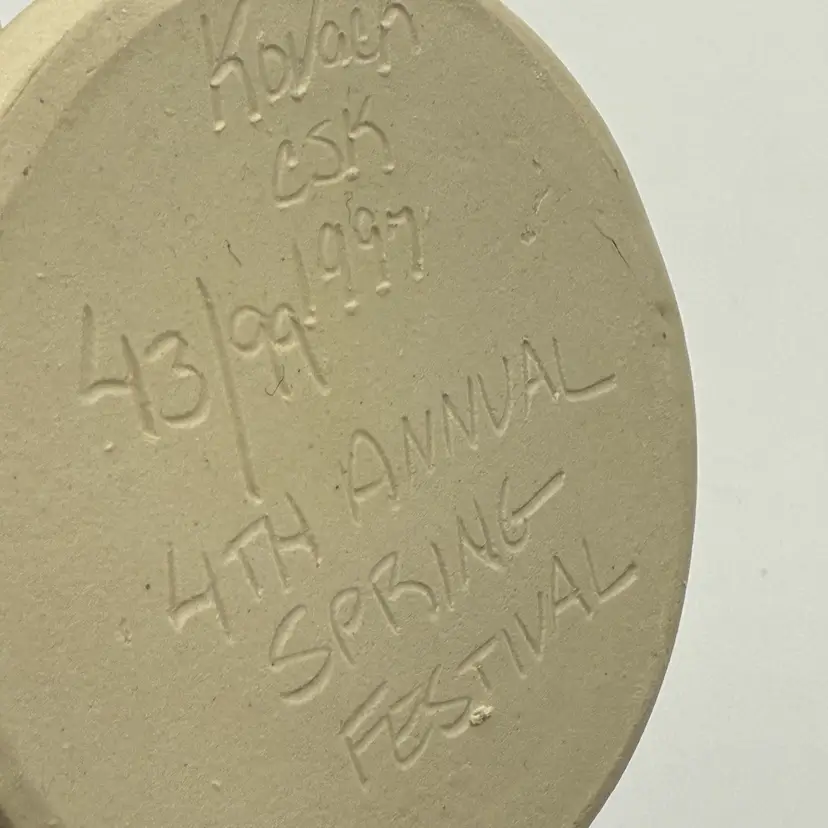 Kovach
CSK
1997
43/99
4TH ANNUAL
SPRING
FESTIVAL